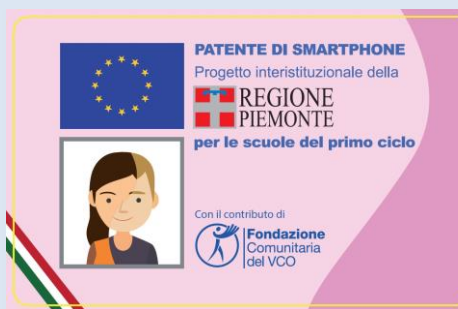 PATENTE DI SMARTPHONE
Progetto interistituzionale della
REGIONE
PIEMONTE
per le scuole del primo ciclo
Con il contributo di
Fondazione
Comunitaria
del VCO